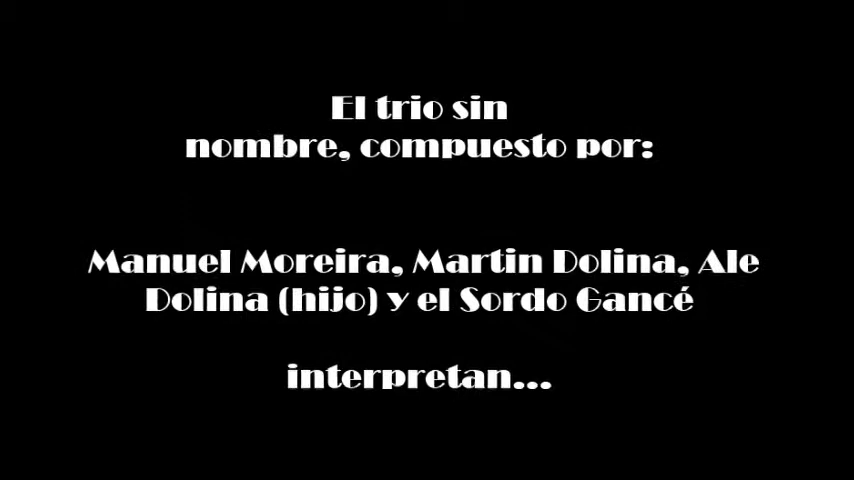 El trio sin
nombre, compuesto por:
Manuel Moreira, Martin Dolina, Ale
Dolina (hijo) y el Sordo Gancé
interpretan...